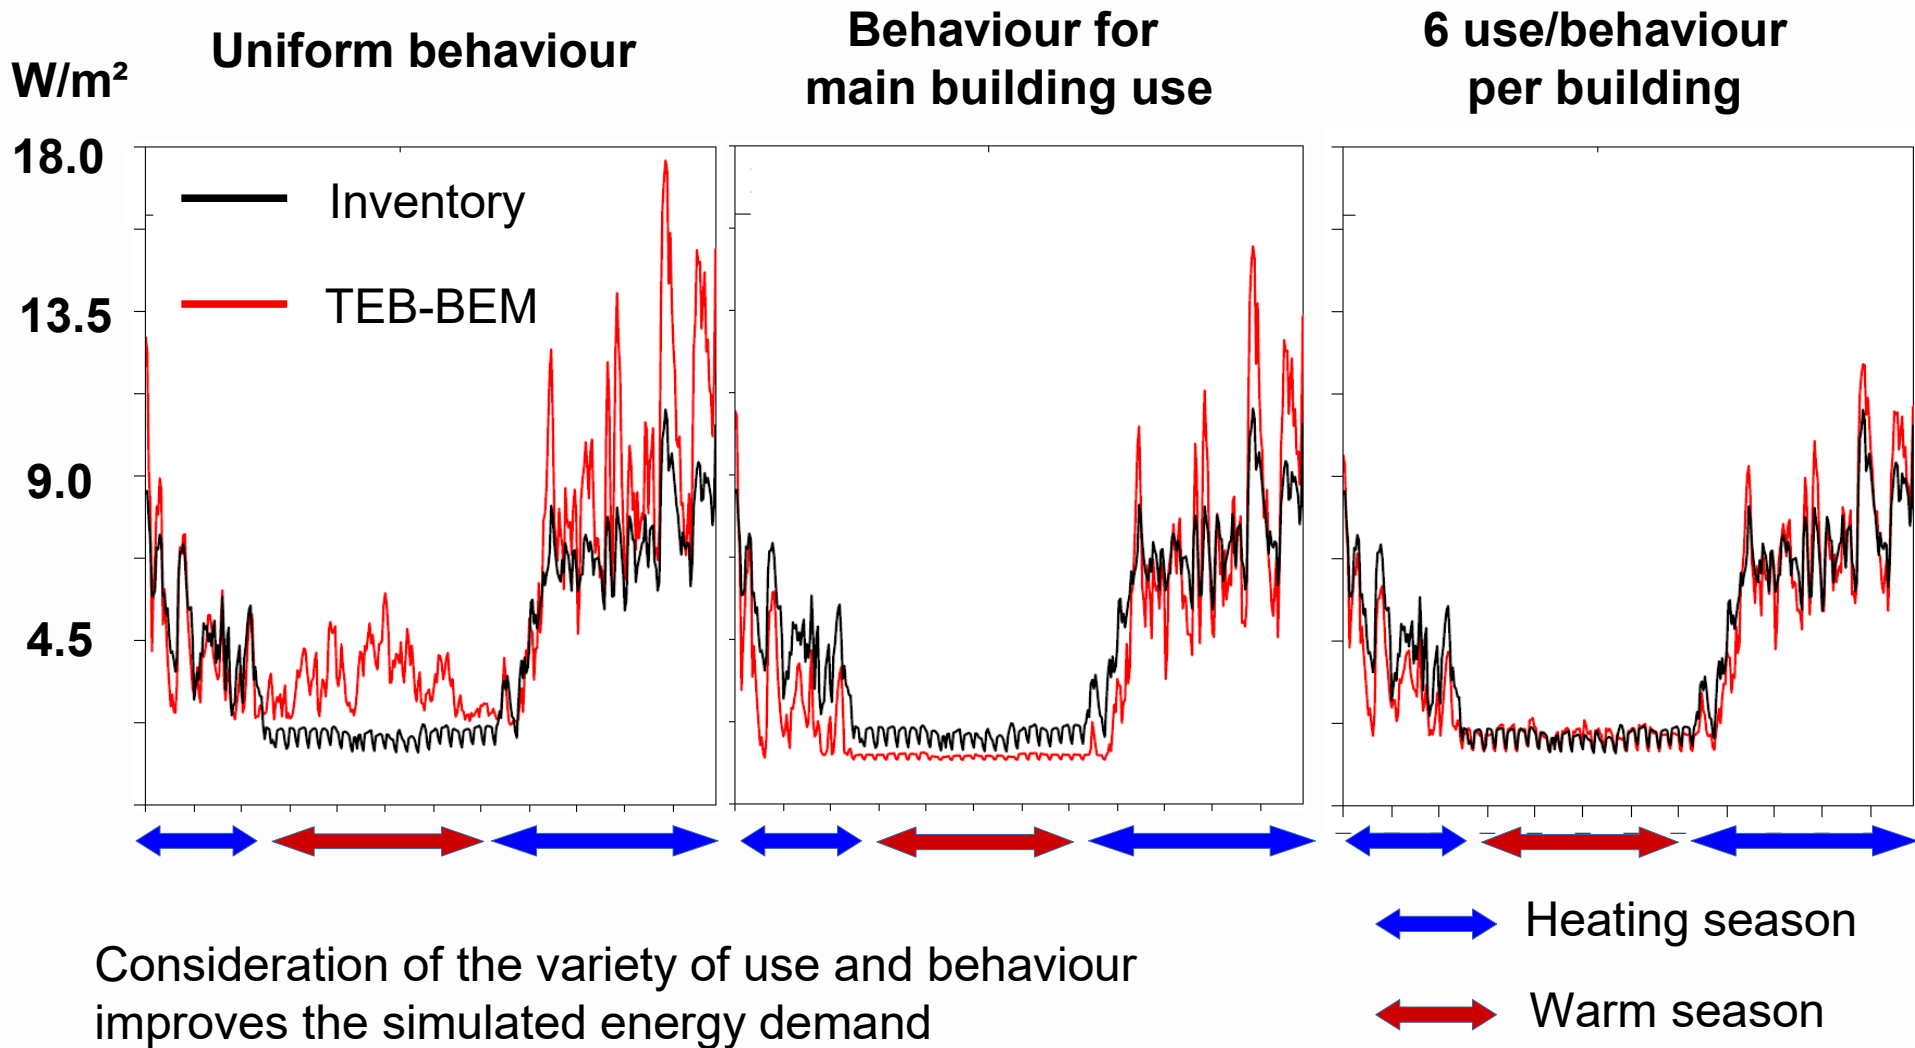 Uniform behaviour
Behaviour for
main building use
6 use/behaviour
per building
W/m²
18.0
13.5
9.0
4.5
Inventory
TEB-BEM
Heating season
Warm season
Consideration of the variety of use and behaviour
improves the simulated energy demand